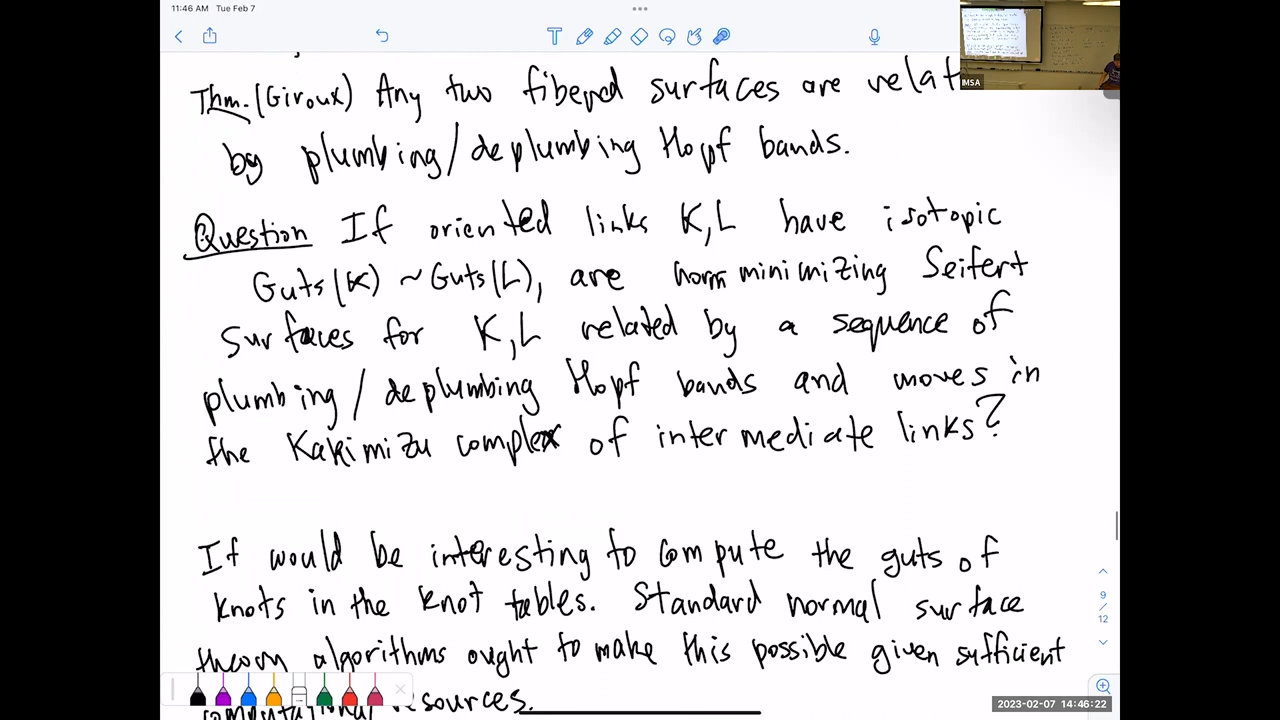 11:46 AM Tue Feb 7
IMSA
Thm. (Giroux) Any two fibered surfaces are relat
by plumbing/deplumbing Hopf bands.
Question If oriented links K, L have isotopic
Guts(K) ~ Guts(L), are norm minimizing Seifert
surfaces for K, L related by a sequence of
plumbing/deplumbing Hopf bands and moves in
the Kakimizu complex of intermediate links?
It would be interesting to compute the guts of
knots in the knot tables. Standard normal surface
theory algorithms ought to make this possible given sufficient
computational resources.
9
/
12
2023-02-07 14:46:22